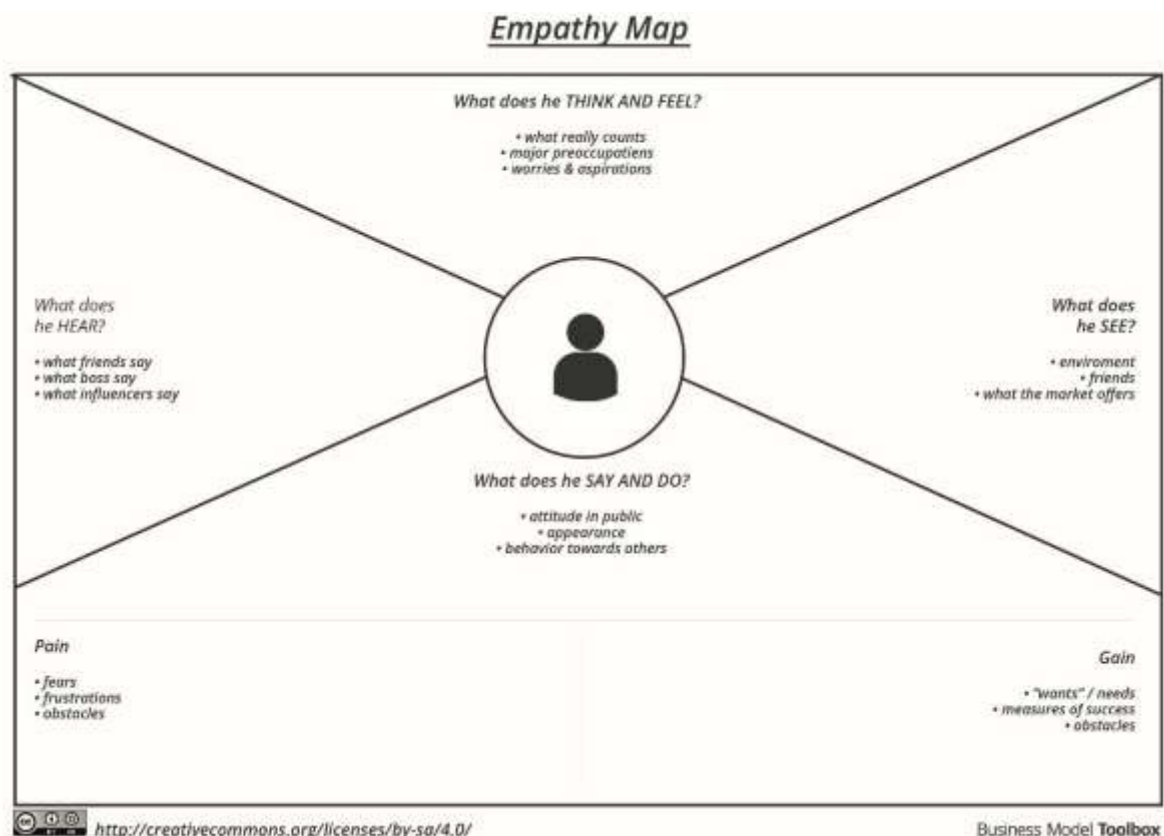 Empathy Map
What does he THINK AND FEEL?
• what really counts
• major preoccupatiens
• worries & aspirations
What does
he HEAR?
• what friends say
• what boss say
• what influencers say
What does
he SEE?
• enviroment
• friends
• what the market offers
What does he SAY AND DO?
• attitude in public
• appearance
• behavior towards others
Pain
• fears
• frustrations
• obstacles
Gain
• "wants" / needs
• measures of success
• obstacles
http://creativecommons.org/licenses/by-sa/4.0/
Business Model Toolbox